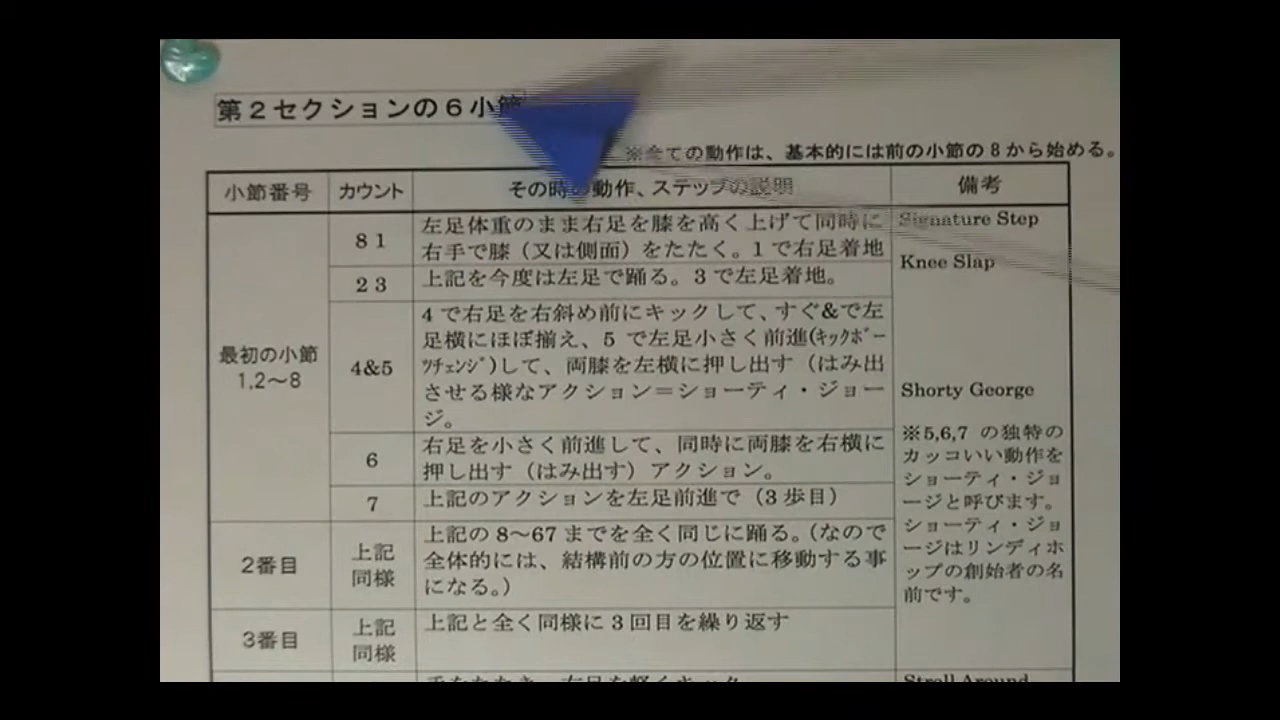 第２セクションの６小節
※全ての動作は、基本的には前の小節の8から始める。
小節番号 カウント その時の動作、ステップの説明 備考
最初の小節
1,2～8
8 1
左足体重のまま右足を膝を高く上げて同時に
右手で膝（又は側面）をたたく。1で右足着地
Signature Step
Knee Slap
2 3
上記を今度は左足で踊る。3で左足着地。
4&5
4で右足を右斜め前にキックして、すぐ&で左
足横にほぼ揃え、5で左足小さく前進(ｷｯｸﾎﾞｰ
ﾂﾁｪﾝｼﾞ)して、両膝を左横に押し出す（はみ出
させる様なアクション＝ショーティ・ジョー
ジ。
Shorty George
6
右足を小さく前進して、同時に両膝を右横に
押し出す（はみ出す）アクション。
7
上記のアクションを左足前進で（3歩目）
※5,6,7 の独特の
カッコいい動作を
ショーティ・ジョ
ージと呼びます。
ショーティ・ジョ
ージはリンディホ
ップの創始者の名
前です。
2番目
上記
同様
上記の8～67までを全く同じに踊る。（なので
全体的には、結構前の方の位置に移動する事
になる。）
3番目
上記
同様
上記と全く同様に3回目を繰り返す
手をたたき、右足を軽くキック
Stroll Around